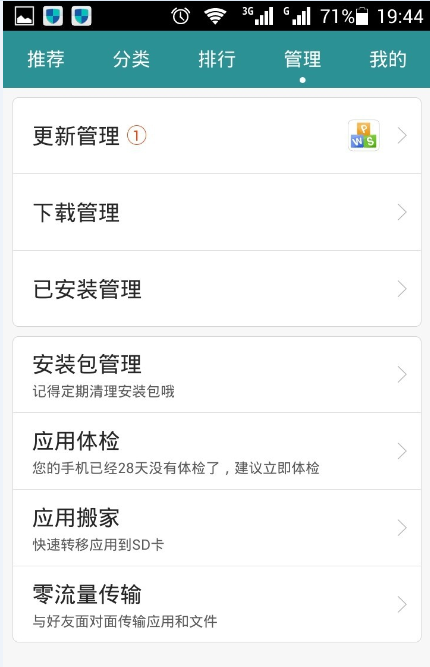 3G G 71% 19:44
推荐 分类 排行 管理 我的
更新管理 ① W P S
下载管理
已安装管理
安装包管理
记得定期清理安装包哦
应用体检
您的手机已经28天没有体检了，建议立即体检
应用搬家
快速转移应用到SD卡
零流量传输
与好友面对面传输应用和文件